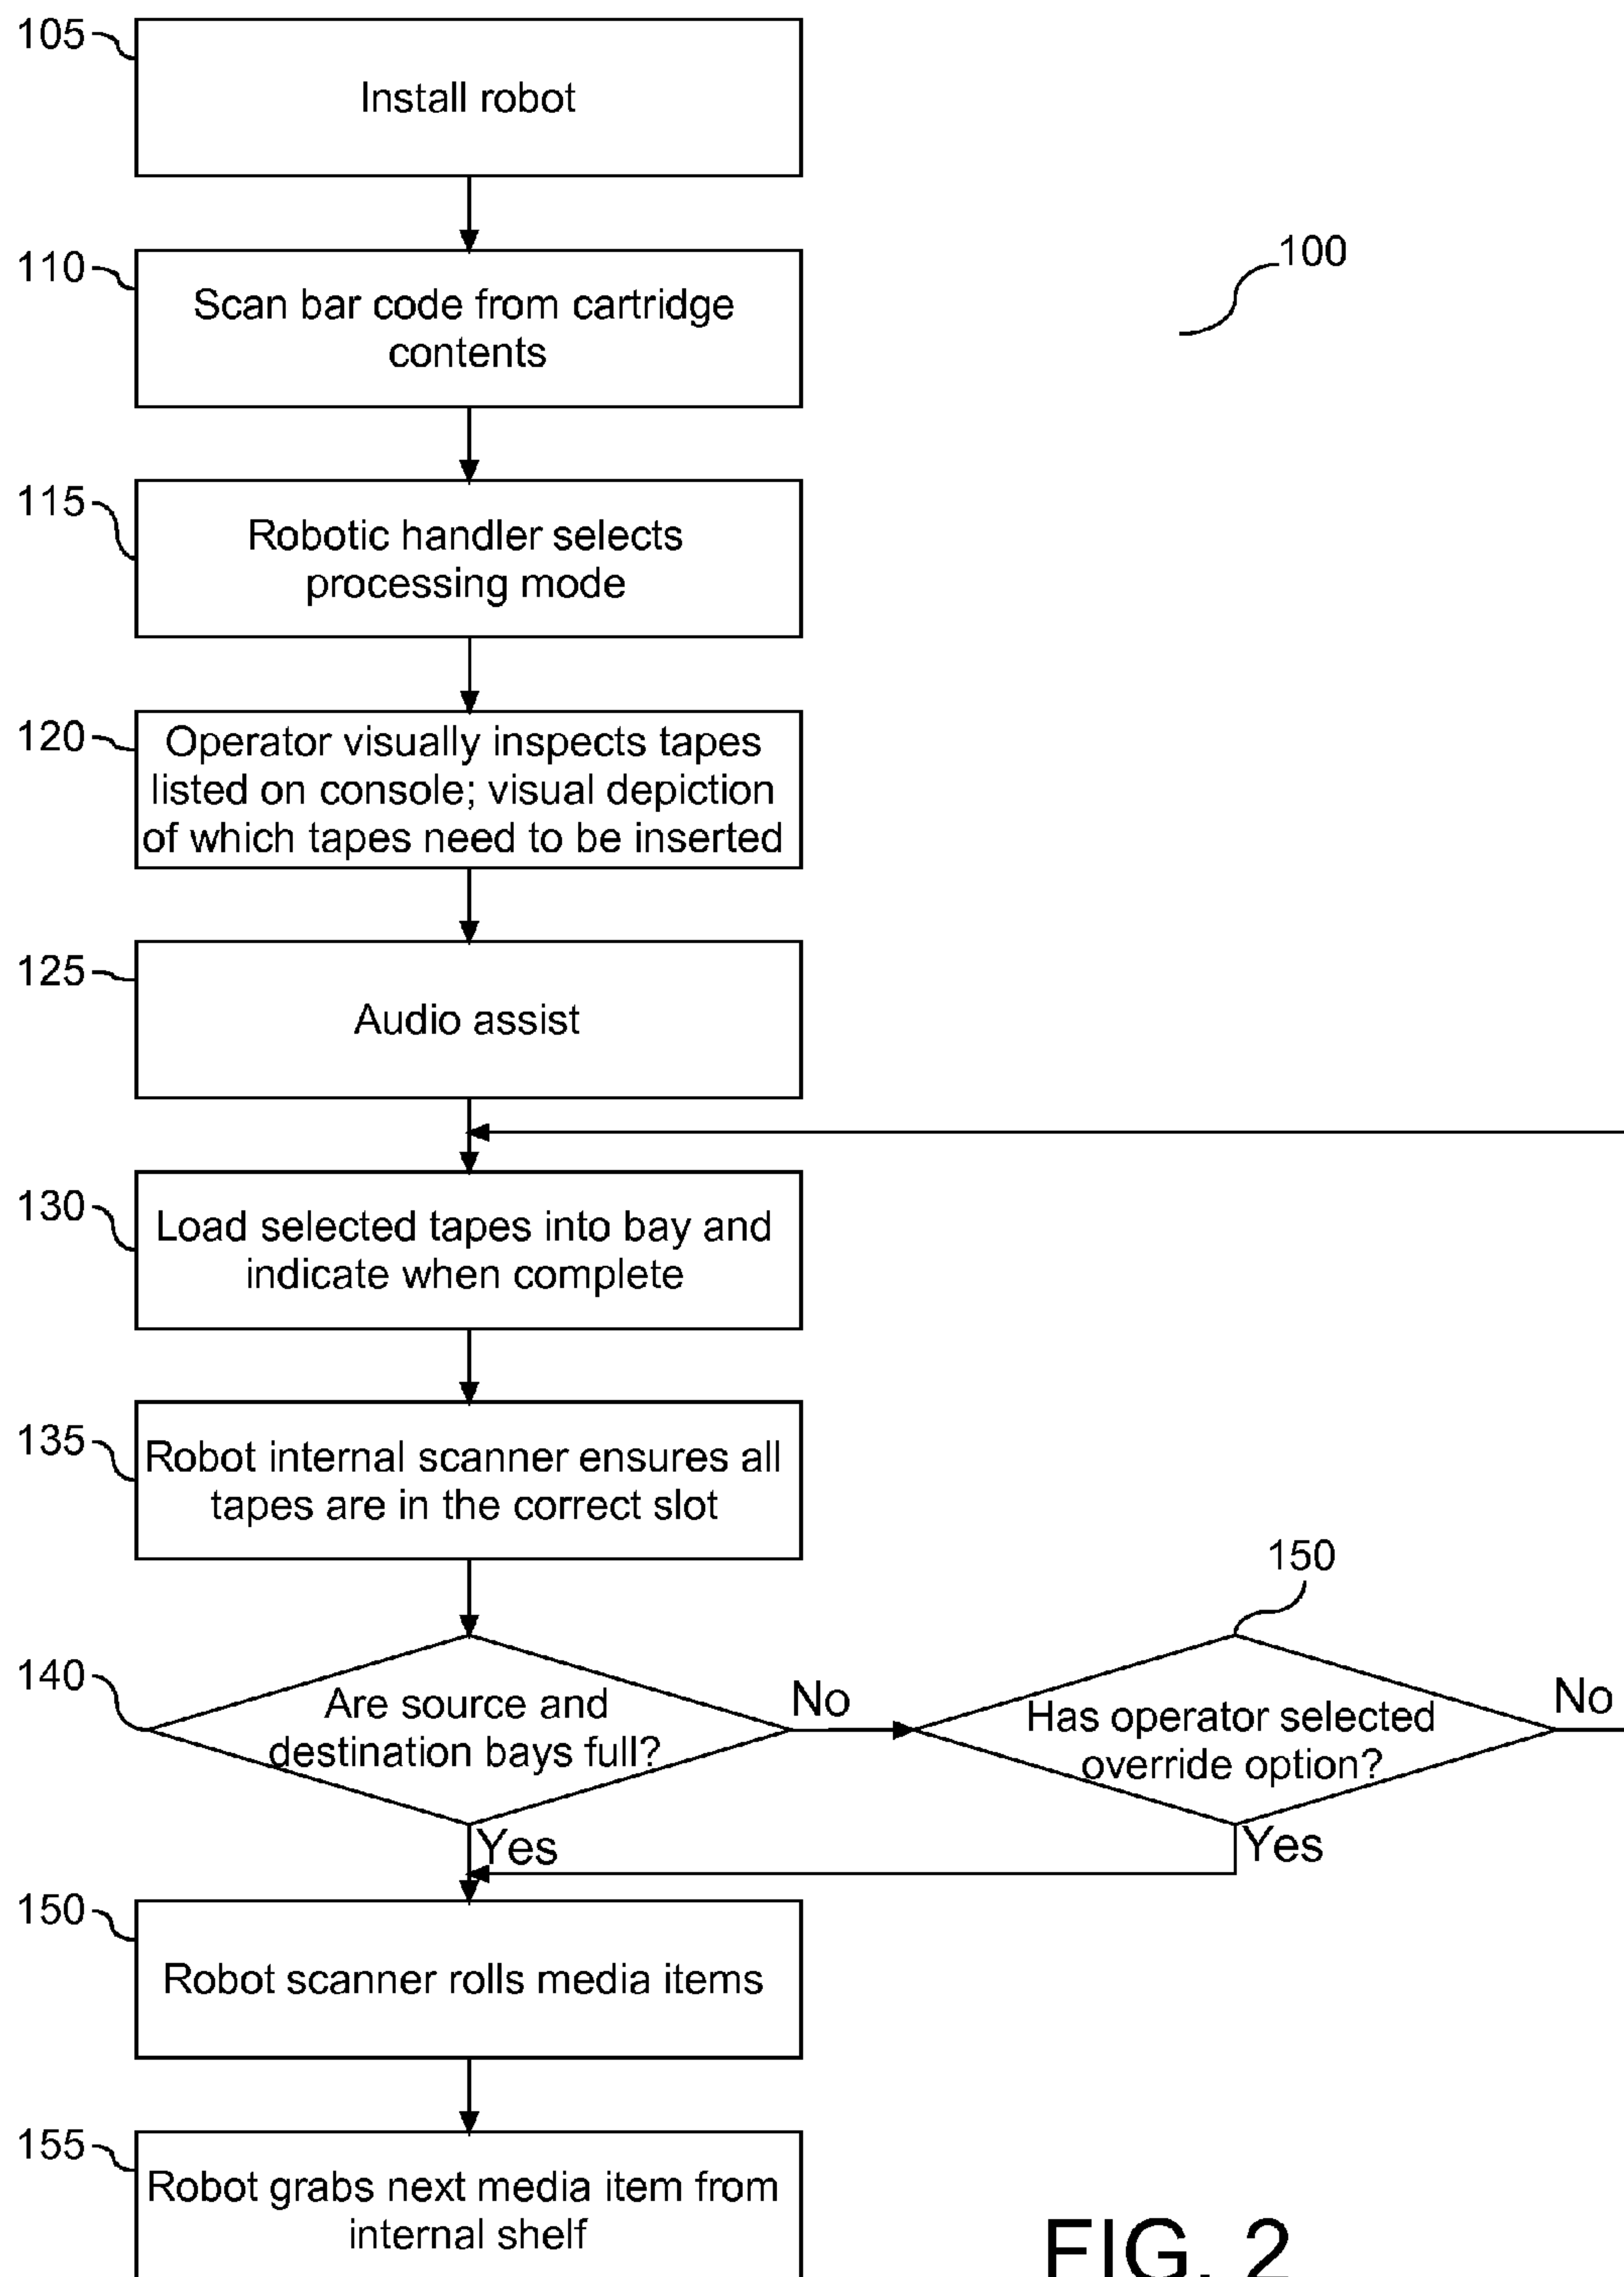 105
Install robot
110
Scan bar code from cartridge
contents
100
115
Robotic handler selects
processing mode
120
Operator visually inspects tapes
listed on console; visual depiction
of which tapes need to be inserted
125
Audio assist
130
Load selected tapes into bay and
indicate when complete
135
Robot internal scanner ensures all
tapes are in the correct slot
140
Are source and
destination bays full?
No
150
Has operator selected
override option?
No
Yes
Yes
150
Robot scanner rolls media items
155
Robot grabs next media item from
internal shelf
FIG. 2